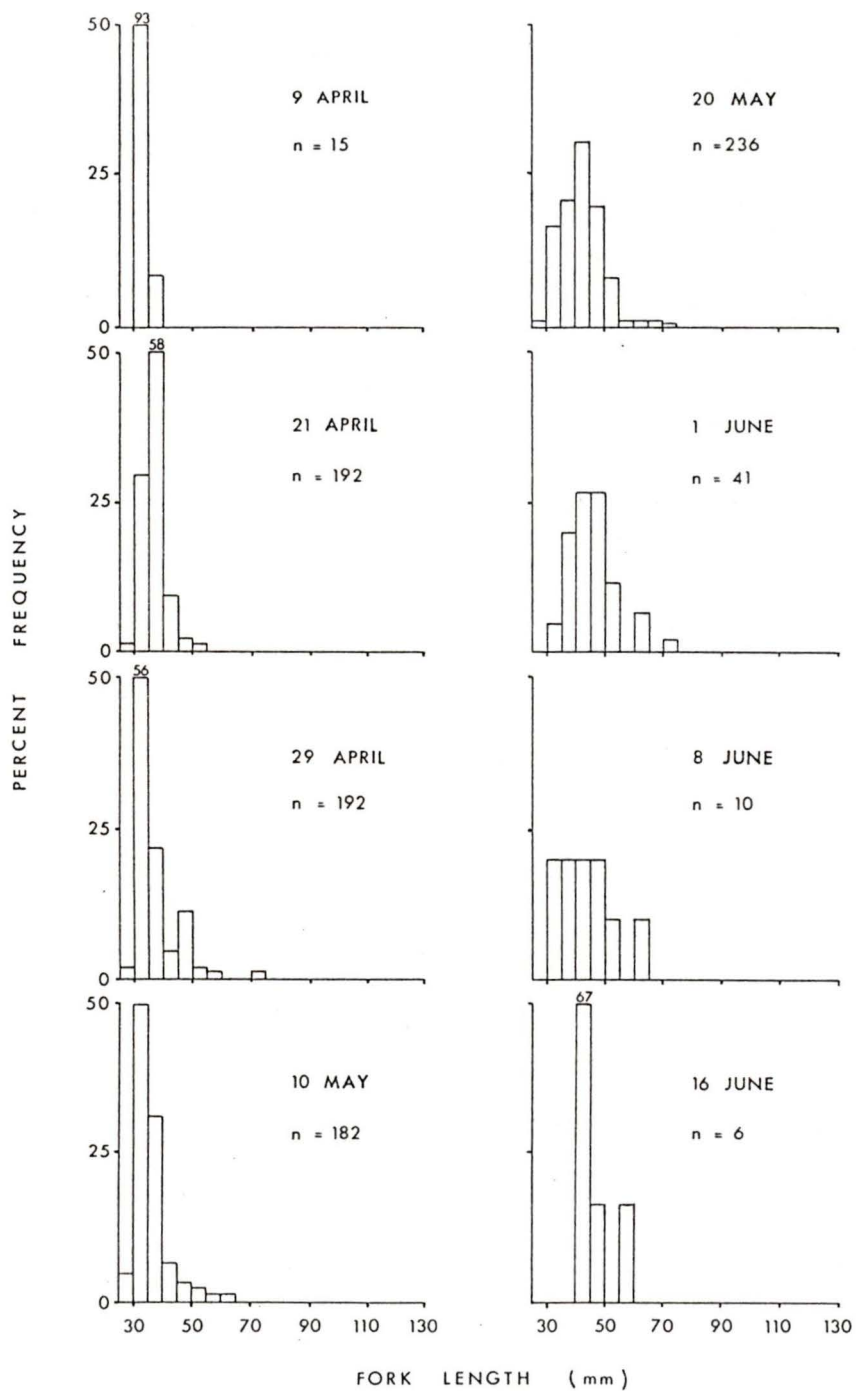 PERCENT FREQUENCY
50
25
0
93
9 APRIL
n = 15
50
25
0
58
21 APRIL
n = 192
50
25
0
56
29 APRIL
n = 192
50
25
0
10 MAY
n = 182
30 50 70 90 110 130
20 MAY
n =236
1 JUNE
n = 41
8 JUNE
n = 10
67
16 JUNE
n = 6
30 50 70 90 110 130
FORK LENGTH (mm)